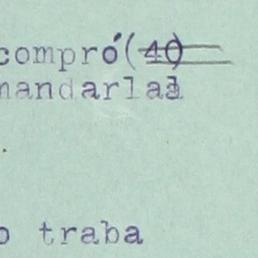 compró(40)
mandarlas
o traba